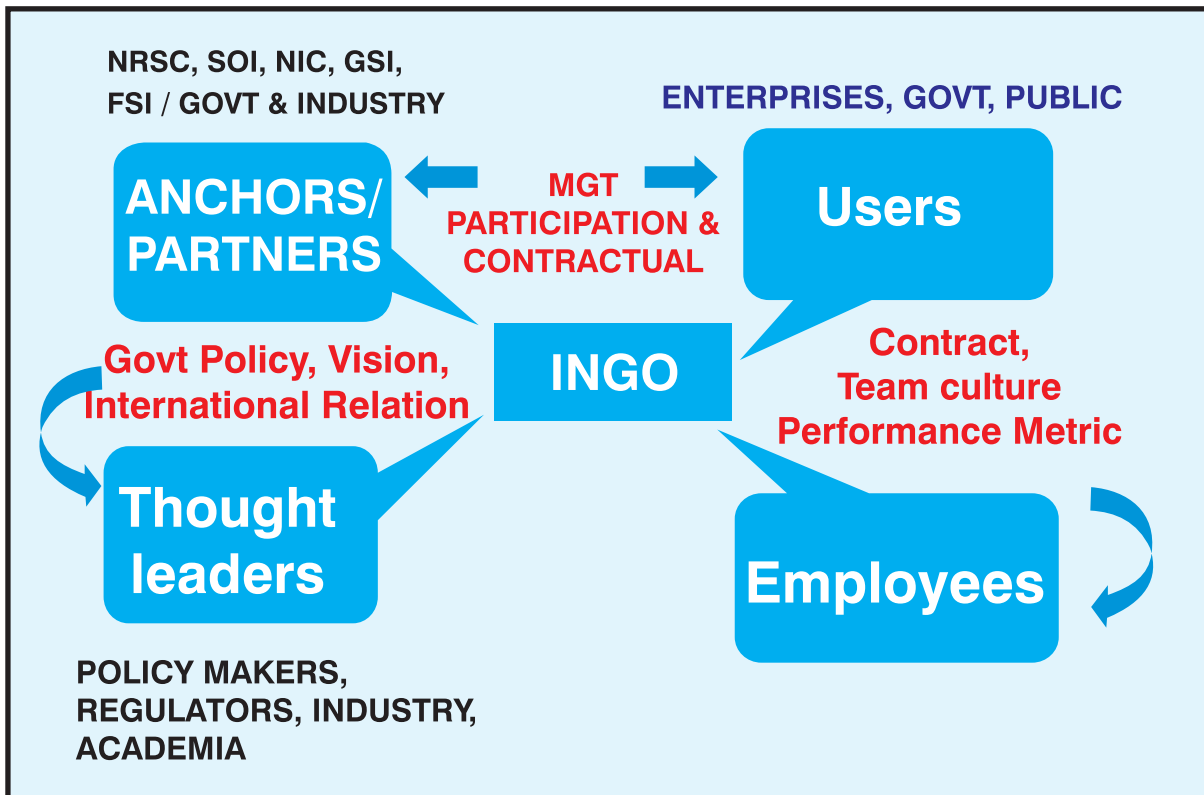 NRSC, SOI, NIC, GSI,
FSI / GOVT & INDUSTRY
ENTERPRISES, GOVT, PUBLIC
ANCHORS/
PARTNERS
MGT
PARTICIPATION &
CONTRACTUAL
Users
Govt Policy, Vision,
International Relation
INGO
Contract,
Team culture
Performance Metric
Thought
leaders
Employees
POLICY MAKERS,
REGULATORS, INDUSTRY,
ACADEMIA